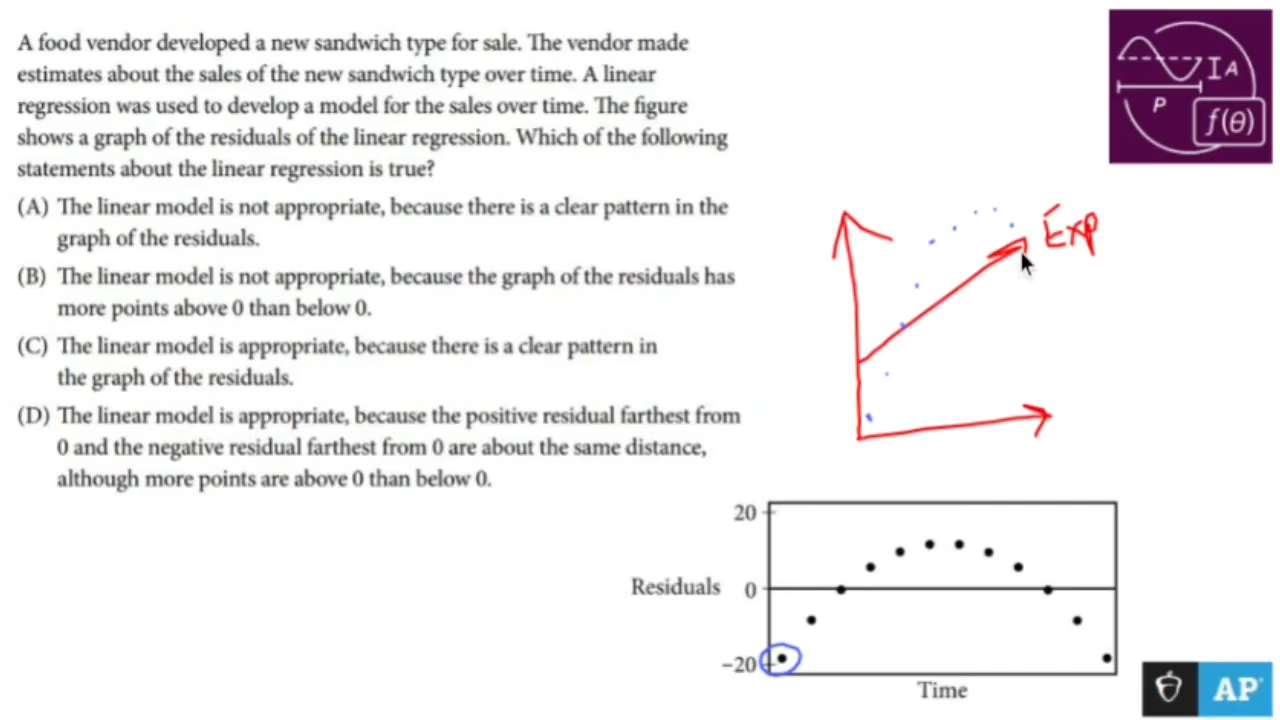 A food vendor developed a new sandwich type for sale. The vendor made
estimates about the sales of the new sandwich type over time. A linear
regression was used to develop a model for the sales over time. The figure
shows a graph of the residuals of the linear regression. Which of the following
statements about the linear regression is true?
(A) The linear model is not appropriate, because there is a clear pattern in the
graph of the residuals.
(B) The linear model is not appropriate, because the graph of the residuals has
more points above 0 than below 0.
(C) The linear model is appropriate, because there is a clear pattern in
the graph of the residuals.
(D) The linear model is appropriate, because the positive residual farthest from
0 and the negative residual farthest from 0 are about the same distance,
although more points are above 0 than below 0.
A
P
f(θ)
Exp
20
Residuals 0
−20
Time
AP